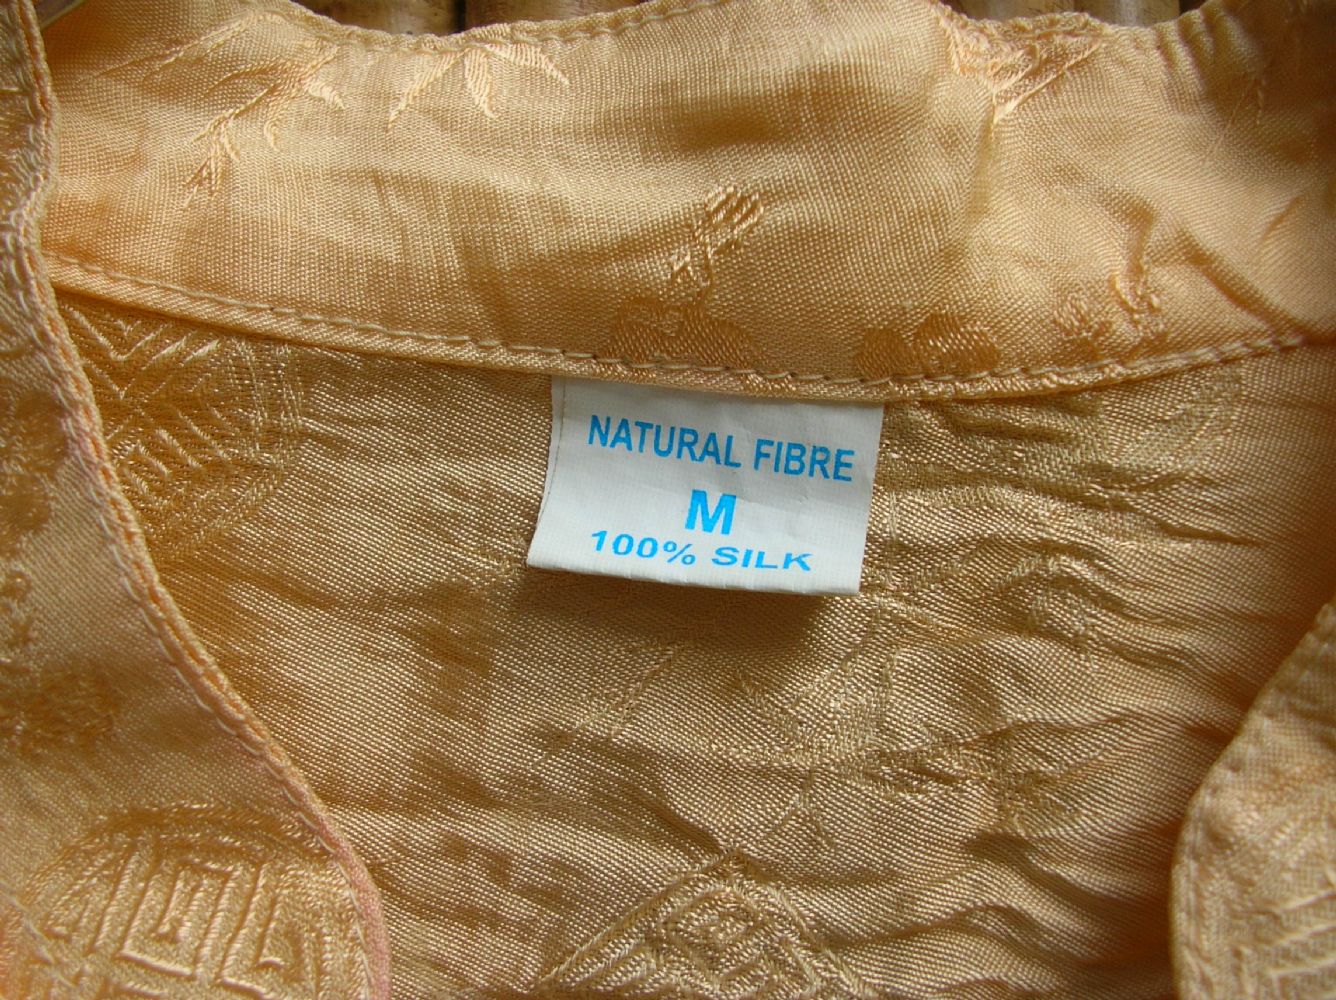 NATURAL FIBRE
M
100% SILK